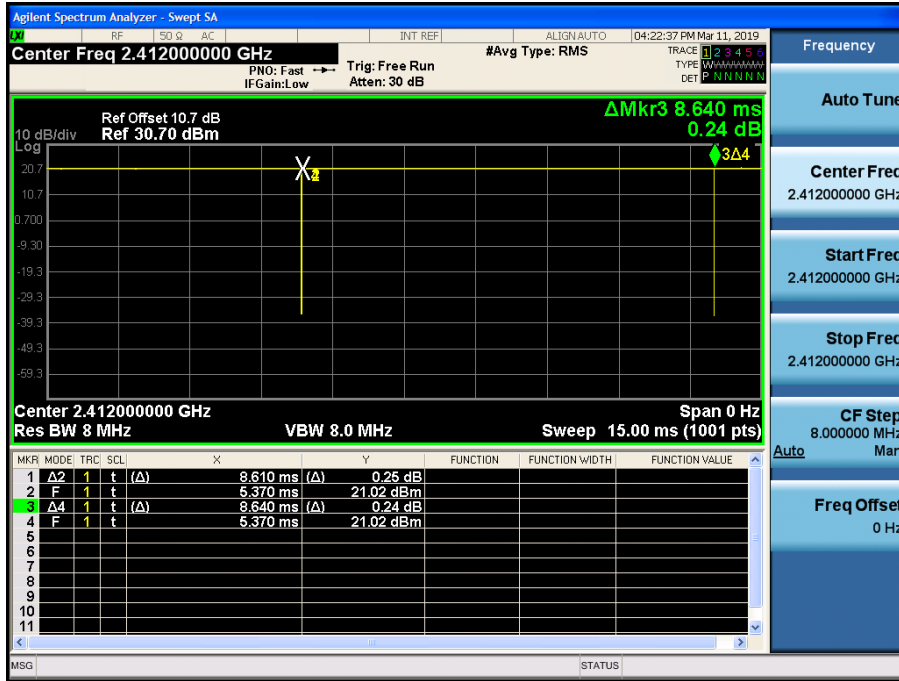 Agilent Spectrum Analyzer - Swept SA
LXI RF 50 Ω AC INT REF ALIGN AUTO 04:22:37 PM Mar 11, 2019
Center Freq 2.412000000 GHz #Avg Type: RMS TRACE 1 2 3 4 5 6
PNO: Fast Trig: Free Run TYPE WWWWWW
IFGain:Low Atten: 30 dB DET P N N N N N
Ref Offset 10.7 dB ΔMkr3 8.640 ms
10 dB/div Ref 30.70 dBm 0.24 dB
Log
3Δ4
20.7
10.7
0.700
-9.30
-19.3
-29.3
-39.3
-49.3
-59.3
Center 2.412000000 GHz Span 0 Hz
Res BW 8 MHz VBW 8.0 MHz Sweep 15.00 ms (1001 pts)
MKR MODE TRC SCL X Y FUNCTION FUNCTION WIDTH FUNCTION VALUE
1 Δ2 1 t (Δ) 8.610 ms (Δ) 0.25 dB
2 F 1 t 5.370 ms 21.02 dBm
3 Δ4 1 t (Δ) 8.640 ms (Δ) 0.24 dB
4 F 1 t 5.370 ms 21.02 dBm
5
6
7
8
9
10
11
MSG STATUS
Frequency
Auto Tune
Center Freq
2.412000000 GHz
Start Freq
2.412000000 GHz
Stop Freq
2.412000000 GHz
CF Step
8.000000 MHz
Auto Man
Freq Offset
0 Hz